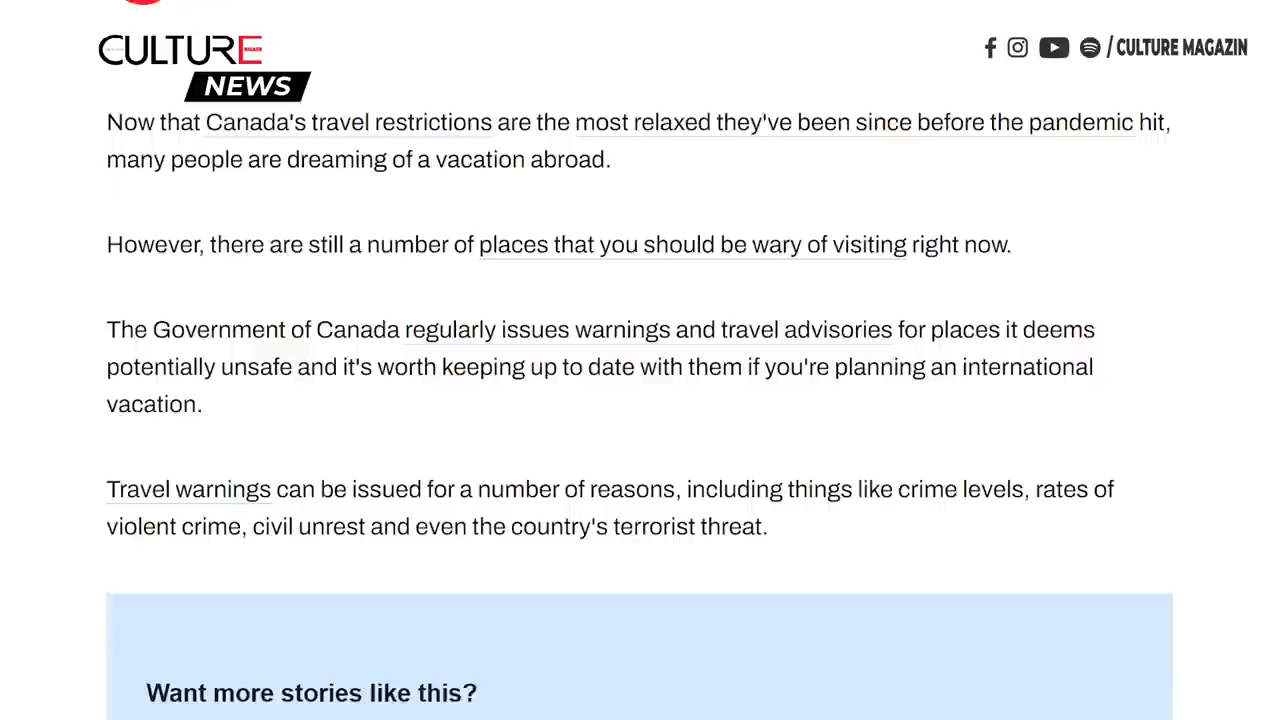 CULTURE
NEWS
/ CULTURE MAGAZIN
Now that Canada's travel restrictions are the most relaxed they've been since before the pandemic hit,
many people are dreaming of a vacation abroad.
However, there are still a number of places that you should be wary of visiting right now.
The Government of Canada regularly issues warnings and travel advisories for places it deems
potentially unsafe and it's worth keeping up to date with them if you're planning an international
vacation.
Travel warnings can be issued for a number of reasons, including things like crime levels, rates of
violent crime, civil unrest and even the country's terrorist threat.
Want more stories like this?